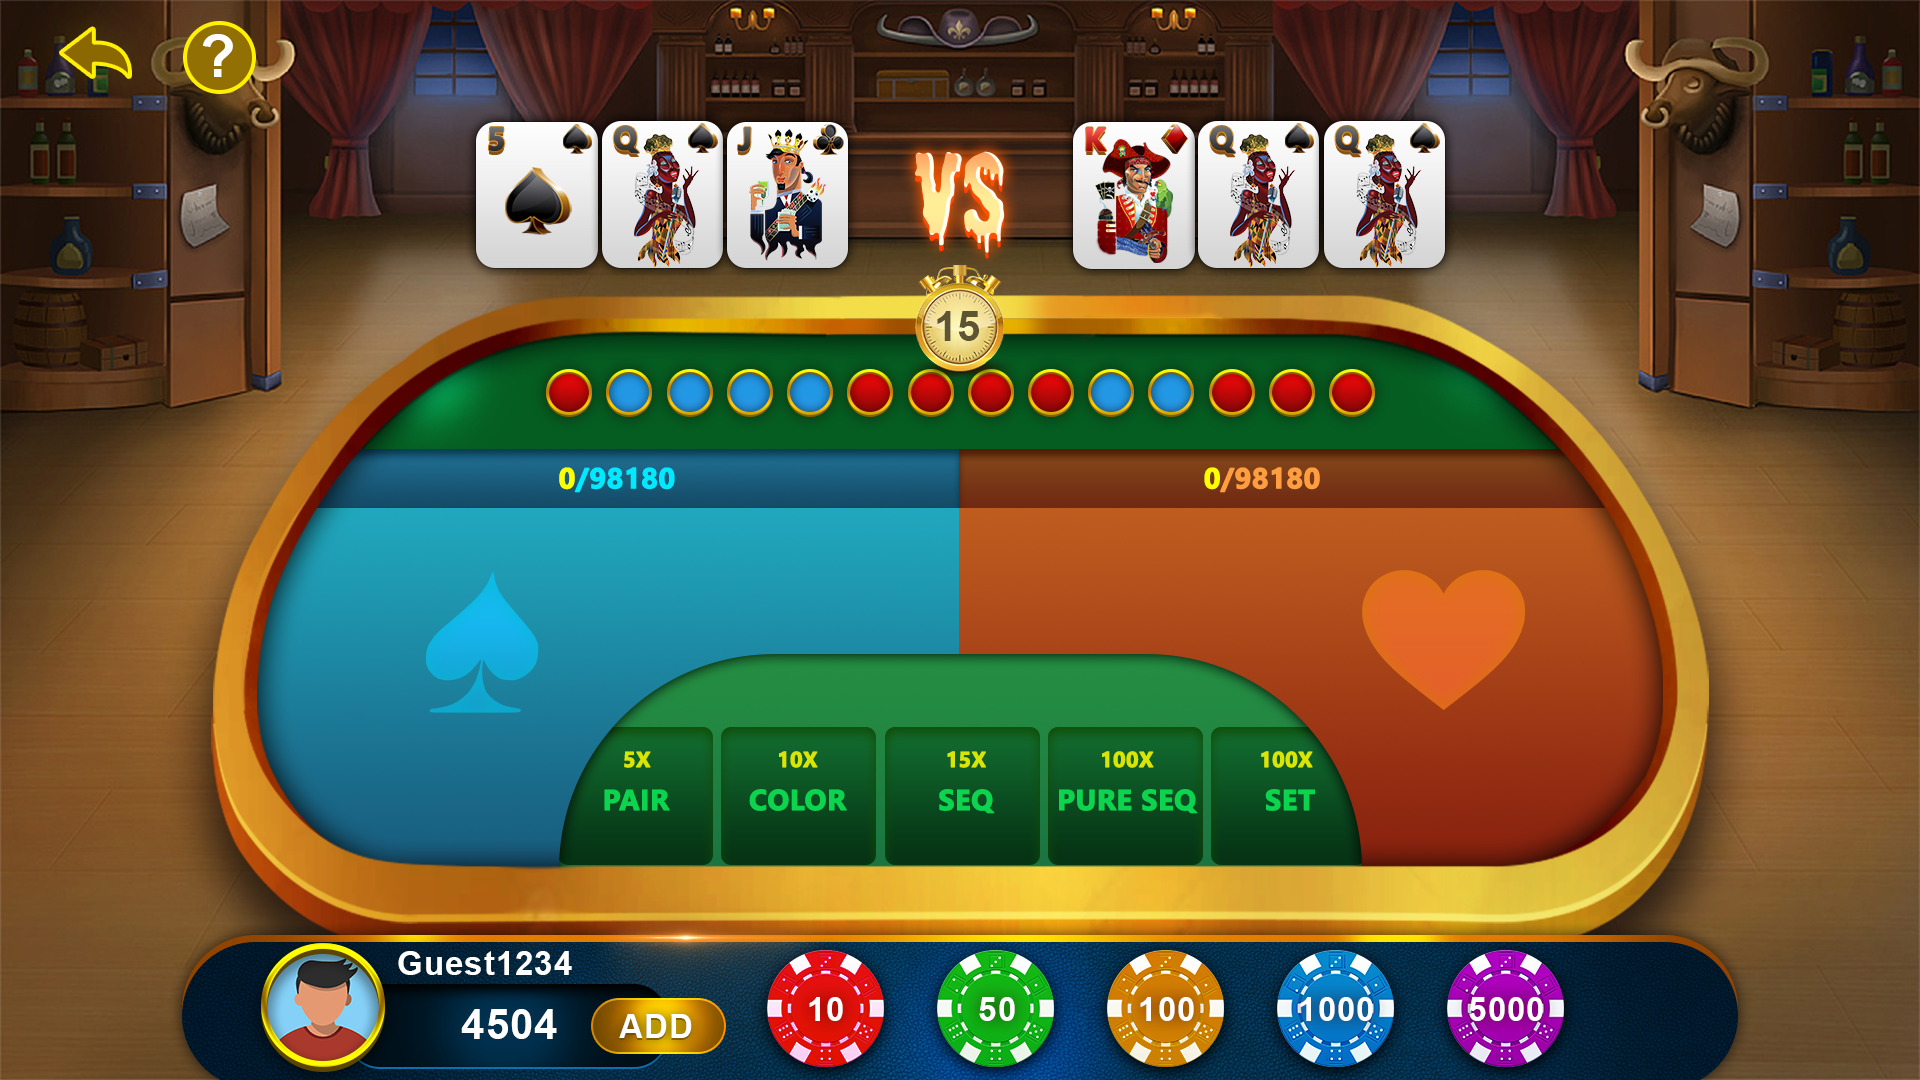 ?
5 Q J
VS
K Q Q
15
0/98180
0/98180
5X
PAIR
10X
COLOR
15X
SEQ
100X
PURE SEQ
100X
SET
Guest1234
4504
ADD
10
50
100
1000
5000